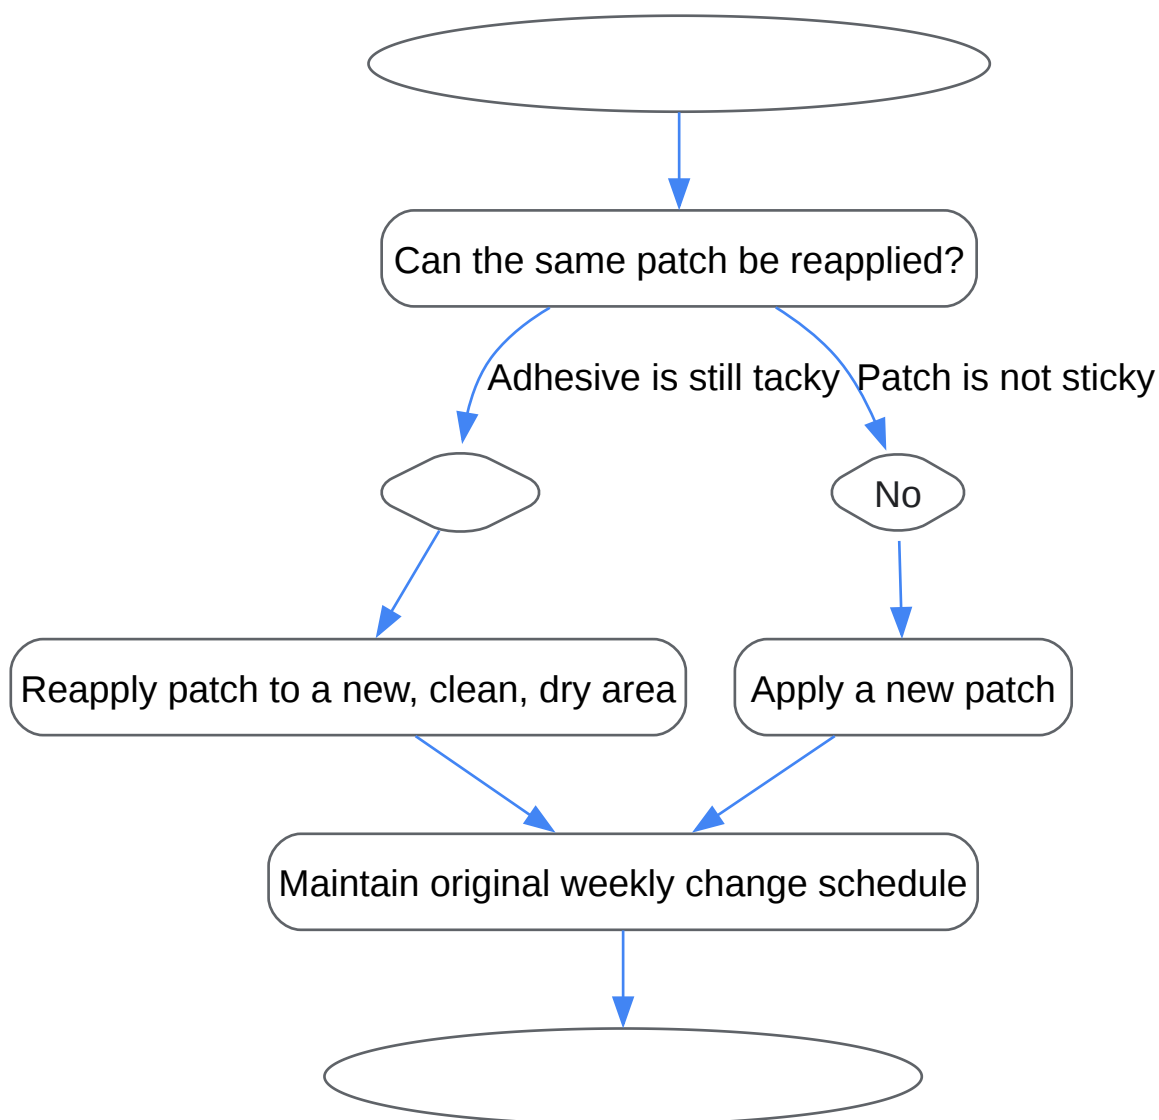 Can the same patch be reapplied?
Adhesive is still tacky
Patch is not sticky
No
Reapply patch to a new, clean, dry area
Apply a new patch
Maintain original weekly change schedule